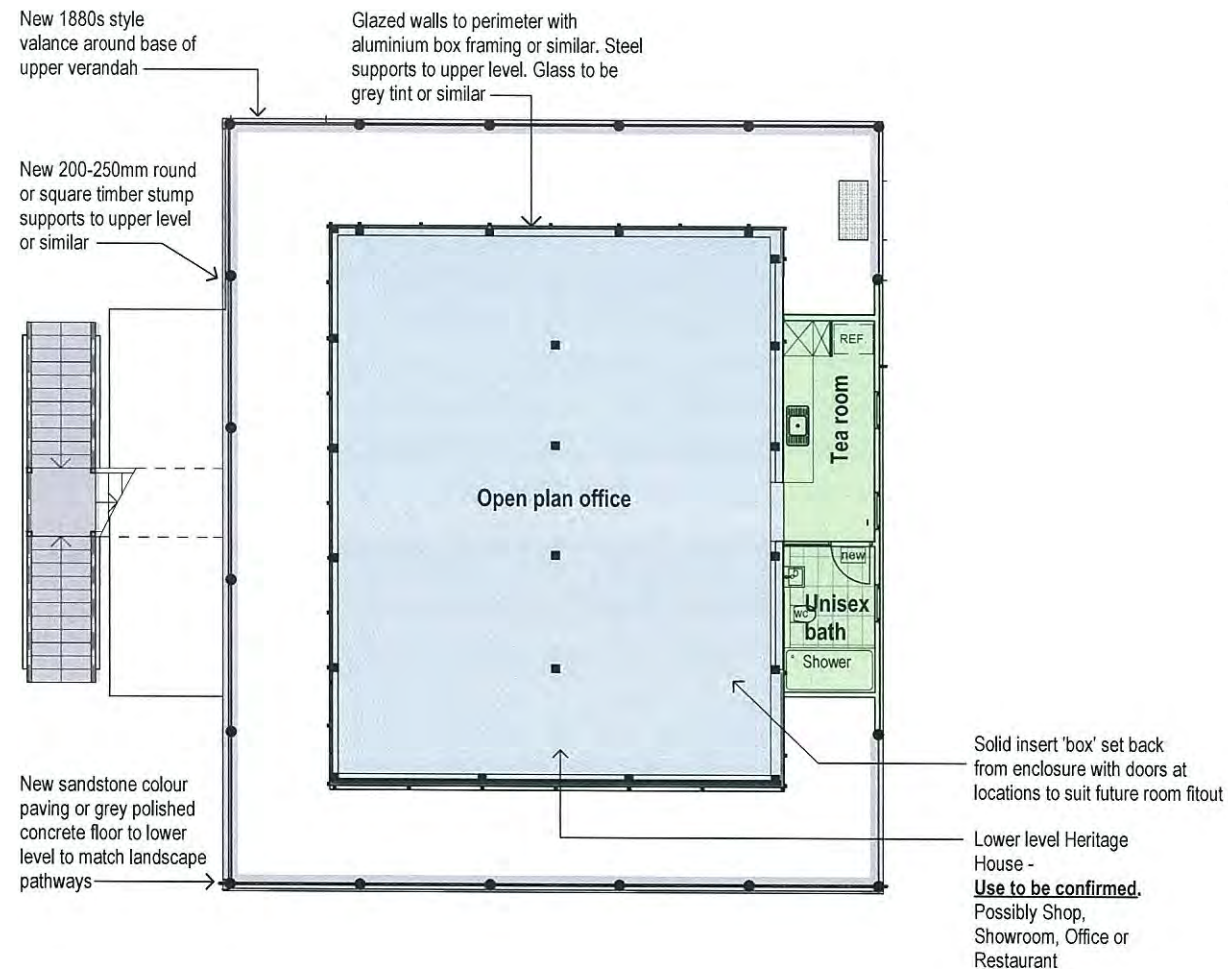 New 1880s style
valance around base of
upper verandah
Glazed walls to perimeter with
aluminium box framing or similar. Steel
supports to upper level. Glass to be
grey tint or similar
New 200-250mm round
or square timber stump
supports to upper level
or similar
REF.
Tea room
Open plan office
new
WC
Unisex
bath
Shower
Solid insert 'box' set back
from enclosure with doors at
locations to suit future room fitout
New sandstone colour
paving or grey polished
concrete floor to lower
level to match landscape
pathways
Lower level Heritage
House -
Use to be confirmed.
Possibly Shop,
Showroom, Office or
Restaurant